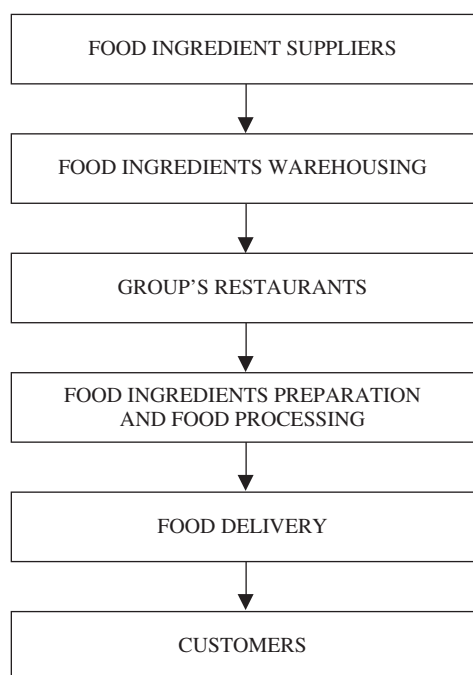 FOOD INGREDIENT SUPPLIERS
FOOD INGREDIENTS WAREHOUSING
GROUP'S RESTAURANTS
FOOD INGREDIENTS PREPARATION
AND FOOD PROCESSING
FOOD DELIVERY
CUSTOMERS